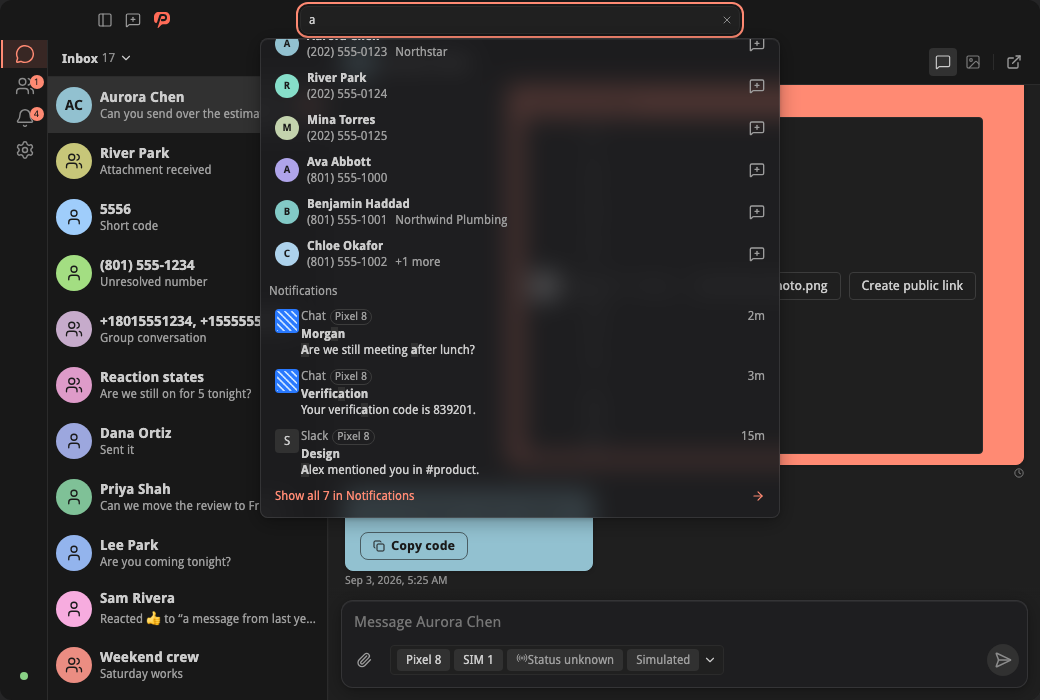 a
Inbox 17
1
4
AC
Aurora Chen
Can you send over the estima
River Park
Attachment received
5556
Short code
(801) 555-1234
Unresolved number
+18015551234, +1555555
Group conversation
Reaction states
Are we still on for 5 tonight?
Dana Ortiz
Sent it
Priya Shah
Can we move the review to Fr
Lee Park
Are you coming tonight?
Sam Rivera
Reacted 👍 to “a message from last ye...
Weekend crew
Saturday works
A
(202) 555-0123 Northstar
R
River Park
(202) 555-0124
M
Mina Torres
(202) 555-0125
A
Ava Abbott
(801) 555-1000
B
Benjamin Haddad
(801) 555-1001 Northwind Plumbing
C
Chloe Okafor
(801) 555-1002 +1 more
Notifications
Chat Pixel 8 2m
Morgan
Are we still meeting after lunch?
Chat Pixel 8 3m
Verification
Your verification code is 839201.
S
Slack Pixel 8 15m
Design
Alex mentioned you in #product.
Show all 7 in Notifications
oto.png
Create public link
Copy code
Sep 3, 2026, 5:25 AM
Message Aurora Chen
Pixel 8 SIM 1 Status unknown Simulated